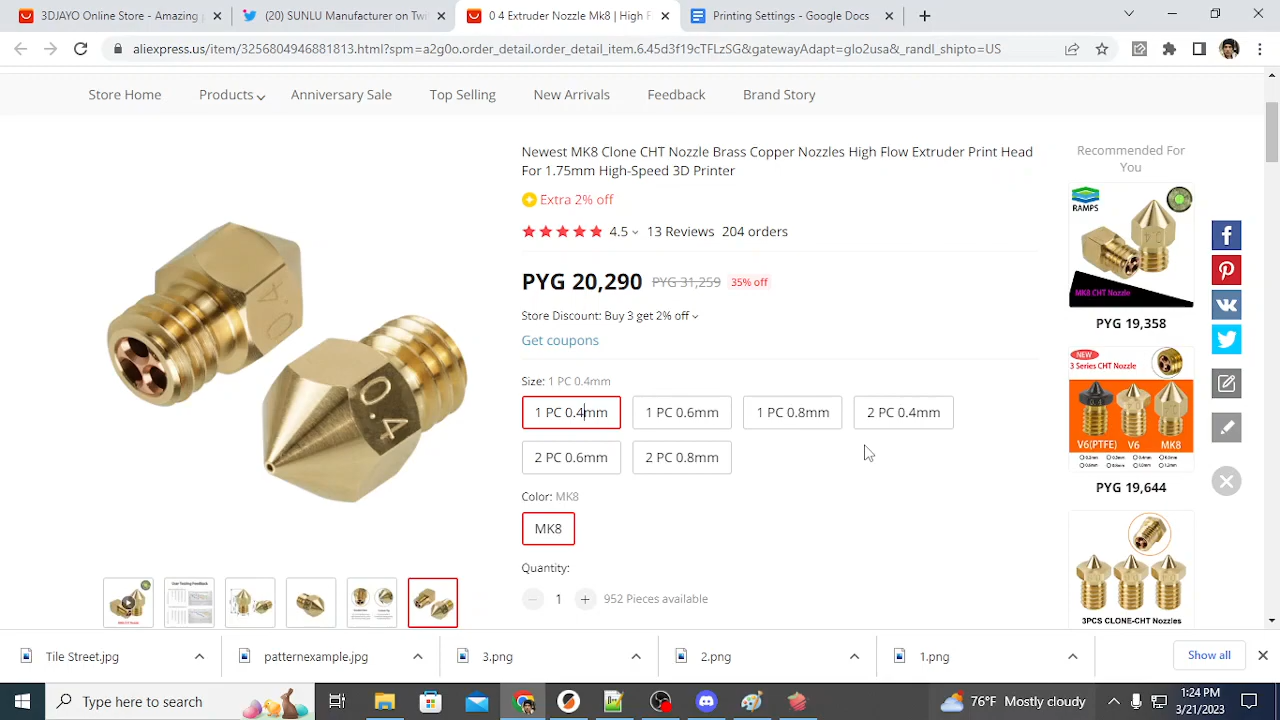 3DJAYO Online Store - Amazing p
(20) SUNLU Manufacturer on Twit
0 4 Extruder Nozzle Mk8 | High F
Printing Settings - Google Docs
aliexpress.us/item/3256804946881813.html?spm=a2g0o.order_detail.order_detail_item.6.45d3f19cTFLzSG&gatewayAdapt=glo2usa&_randl_shipto=US
Store Home Products Anniversary Sale Top Selling New Arrivals Feedback Brand Story
Newest MK8 Clone CHT Nozzle Brass Copper Nozzles High Flow Extruder Print Head
For 1.75mm High-Speed 3D Printer
Extra 2% off
4.5 13 Reviews 204 orders
PYG 20,290 PYG 31,259 35% off
Store Discount: Buy 3 get 2% off
Get coupons
Size: 1 PC 0.4mm
1 PC 0.4mm 1 PC 0.6mm 1 PC 0.8mm 2 PC 0.4mm
2 PC 0.6mm 2 PC 0.8mm
Color: MK8
MK8
Quantity:
1 952 Pieces available
0.4
0.4
Recommended For
You
RAMPS
MK8 CHT Nozzle
PYG 19,358
NEW
3 Series CHT Nozzle
V6(PTFE) V6 MK8
PYG 19,644
3PCS CLONE-CHT Nozzles
Tile Street.jpg patternexample.jpg 3.png 2.png 1.png Show all
Type here to search
76°F Mostly cloudy
1:24 PM
3/21/2023